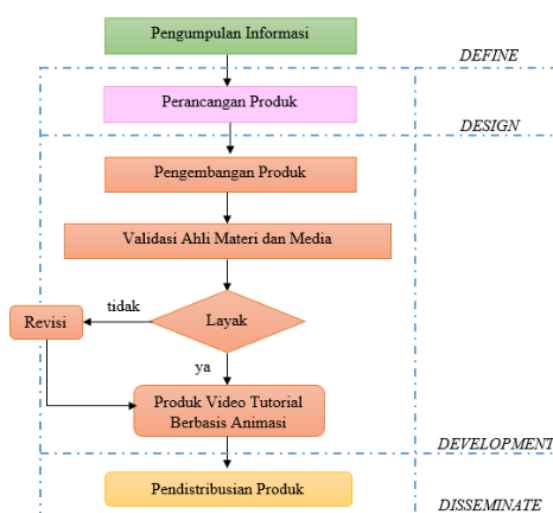 Pengumpulan Informasi
DEFINE
Perancangan Produk
DESIGN
Pengembangan Produk
Validasi Ahli Materi dan Media
tidak
Revisi
Layak
ya
Produk Video Tutorial
Berbasis Animasi
DEVELOPMENT
Pendistribusian Produk
DISSEMINATE